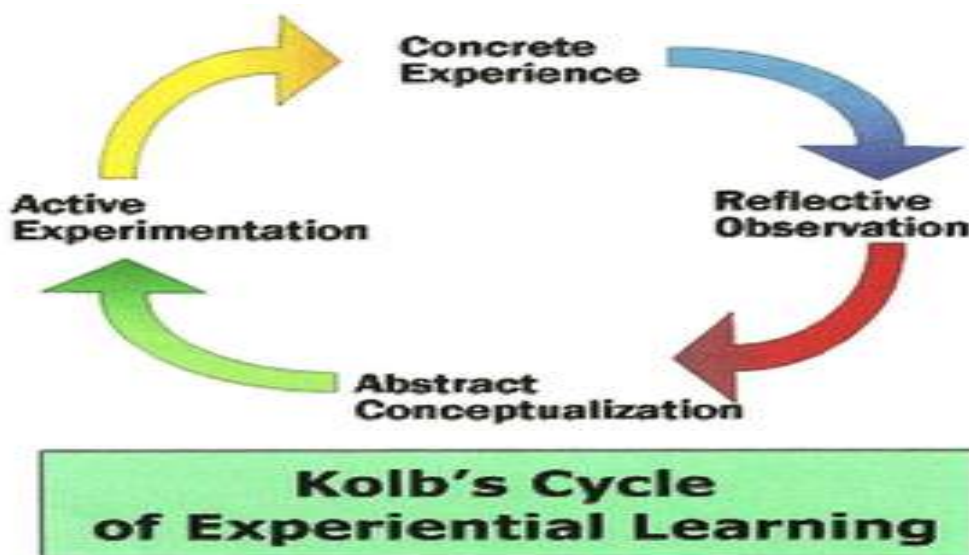 Concrete
Experience
Reflective
Observation
Abstract
Conceptualization
Active
Experimentation
Kolb's Cycle
of Experiential Learning